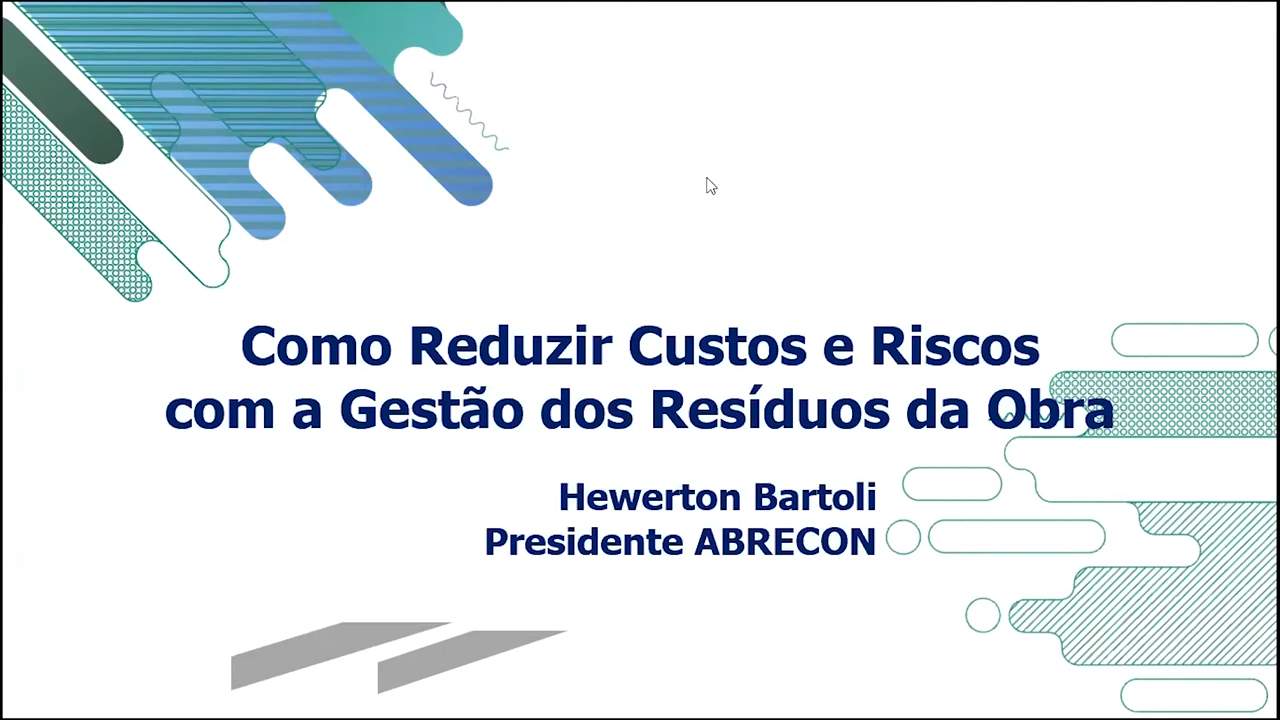 Como Reduzir Custos e Riscos
com a Gestão dos Resíduos da Obra
Hewerton Bartoli
Presidente ABRECON